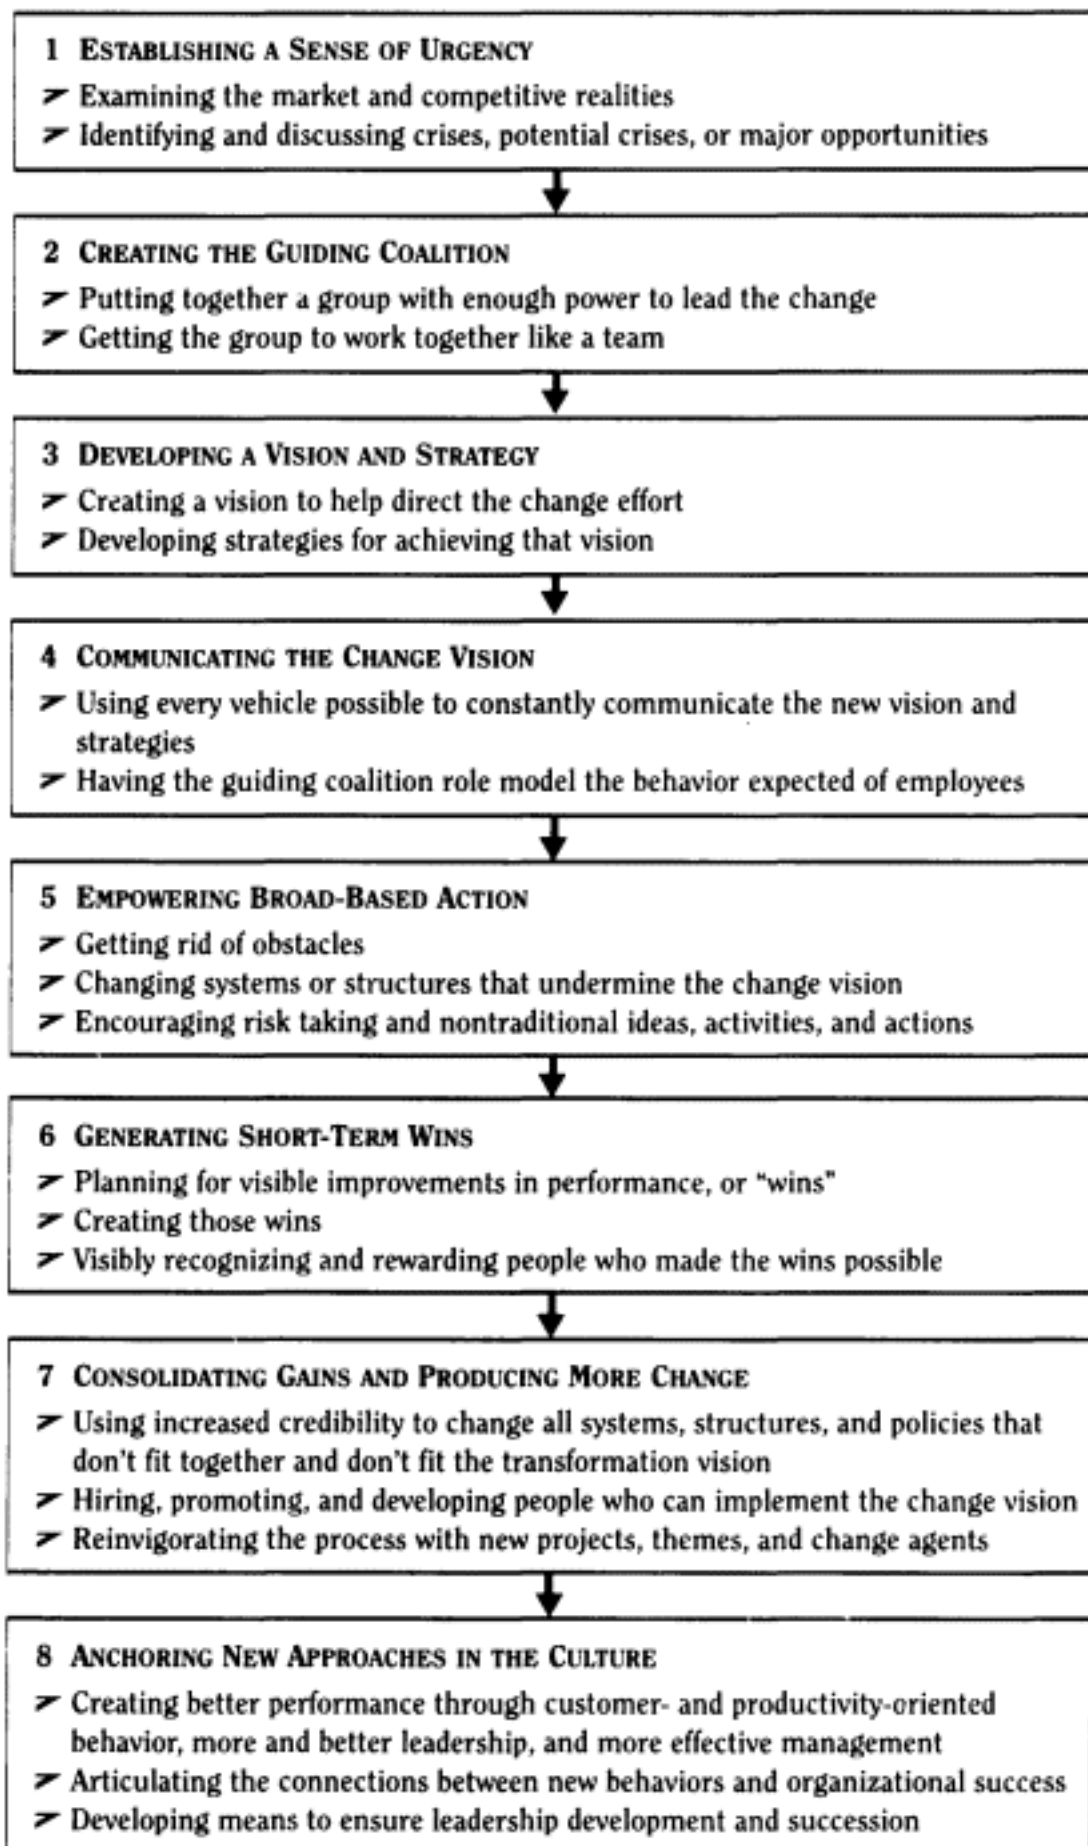 1 ESTABLISHING A SENSE OF URGENCY
➢ Examining the market and competitive realities
➢ Identifying and discussing crises, potential crises, or major opportunities
2 CREATING THE GUIDING COALITION
➢ Putting together a group with enough power to lead the change
➢ Getting the group to work together like a team
3 DEVELOPING A VISION AND STRATEGY
➢ Creating a vision to help direct the change effort
➢ Developing strategies for achieving that vision
4 COMMUNICATING THE CHANGE VISION
➢ Using every vehicle possible to constantly communicate the new vision and
strategies
➢ Having the guiding coalition role model the behavior expected of employees
5 EMPOWERING BROAD-BASED ACTION
➢ Getting rid of obstacles
➢ Changing systems or structures that undermine the change vision
➢ Encouraging risk taking and nontraditional ideas, activities, and actions
6 GENERATING SHORT-TERM WINS
➢ Planning for visible improvements in performance, or “wins”
➢ Creating those wins
➢ Visibly recognizing and rewarding people who made the wins possible
7 CONSOLIDATING GAINS AND PRODUCING MORE CHANGE
➢ Using increased credibility to change all systems, structures, and policies that
don't fit together and don't fit the transformation vision
➢ Hiring, promoting, and developing people who can implement the change vision
➢ Reinvigorating the process with new projects, themes, and change agents
8 ANCHORING NEW APPROACHES IN THE CULTURE
➢ Creating better performance through customer- and productivity-oriented
behavior, more and better leadership, and more effective management
➢ Articulating the connections between new behaviors and organizational success
➢ Developing means to ensure leadership development and succession